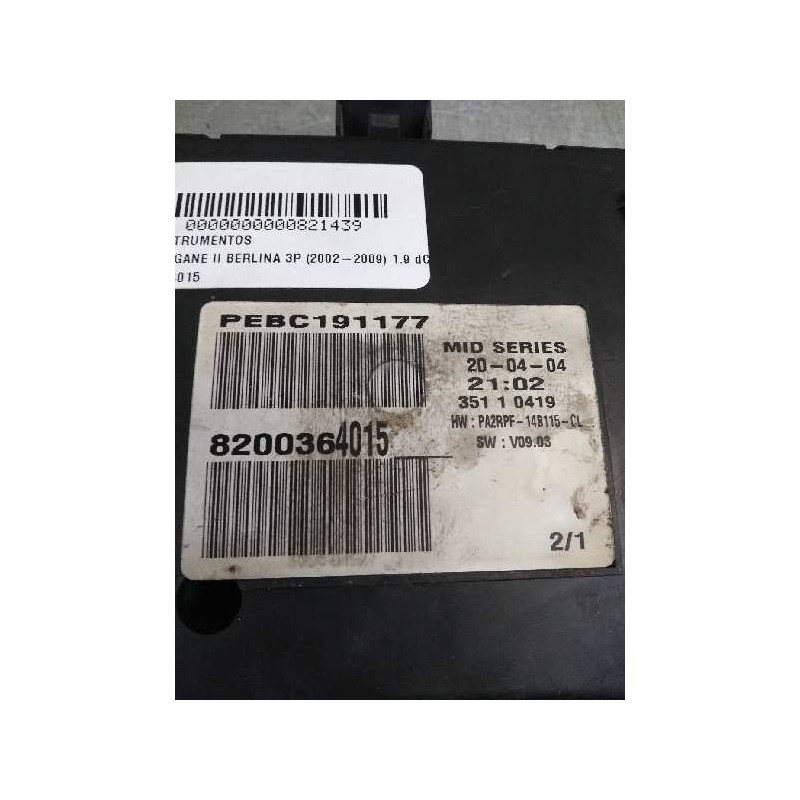 0000000000821439
TRUMENTOS
GANE II BERLINA 3P (2002-2009) 1.9 dC
4015
PEBC191177
MID SERIES
20-04-04
21:02
351 1 0419
HW : PA2RPF-14B115-CL
SW : V09.03
8200364015
2/1